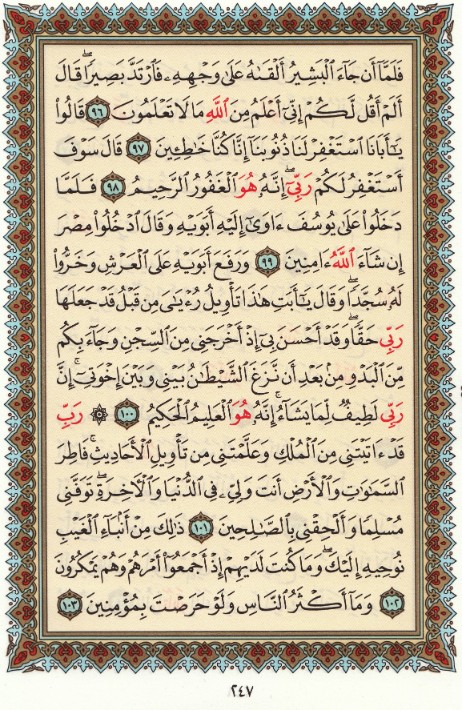 فَلَمَّآ أَن جَآءَ ٱلْبَشِيرُ أَلْقَىٰهُ عَلَىٰ وَجْهِهِۦ فَٱرْتَدَّ بَصِيرًا ۖ قَالَ
أَلَمْ أَقُل لَّكُمْ إِنِّىٓ أَعْلَمُ مِنَ ٱللَّهِ مَا لَا تَعْلَمُونَ ٩٦ قَالُوا۟
يَـٰٓأَبَانَا ٱسْتَغْفِرْ لَنَا ذُنُوبَنَآ إِنَّا كُنَّا خَـٰطِـِٔينَ ٩٧ قَالَ سَوْفَ
أَسْتَغْفِرُ لَكُمْ رَبِّىٓ ۖ إِنَّهُۥ هُوَ ٱلْغَفُورُ ٱلرَّحِيمُ ٩٨ فَلَمَّا
دَخَلُوا۟ عَلَىٰ يُوسُفَ ءَاوَىٰٓ إِلَيْهِ أَبَوَيْهِ وَقَالَ ٱدْخُلُوا۟ مِصْرَ
إِن شَآءَ ٱللَّهُ ءَامِنِينَ ٩٩ وَرَفَعَ أَبَوَيْهِ عَلَى ٱلْعَرْشِ وَخَرُّوا۟
لَهُۥ سُجَّدًا ۖ وَقَالَ يَـٰٓأَبَتِ هَـٰذَا تَأْوِيلُ رُءْيَـٰىَ مِن قَبْلُ قَدْ جَعَلَهَا
رَبِّى حَقًّا ۖ وَقَدْ أَحْسَنَ بِىٓ إِذْ أَخْرَجَنِى مِنَ ٱلسِّجْنِ وَجَآءَ بِكُم
مِّنَ ٱلْبَدْوِ مِنۢ بَعْدِ أَن نَّزَغَ ٱلشَّيْطَـٰنُ بَيْنِى وَبَيْنَ إِخْوَتِىٓ ۚ إِنَّ
رَبِّى لَطِيفٌ لِّمَا يَشَآءُ ۚ إِنَّهُۥ هُوَ ٱلْعَلِيمُ ٱلْحَكِيمُ ١٠٠ ۞ رَبِّ
قَدْ ءَاتَيْتَنِى مِنَ ٱلْمُلْكِ وَعَلَّمْتَنِى مِن تَأْوِيلِ ٱلْأَحَادِيثِ ۚ فَاطِرَ
ٱلسَّمَـٰوَٰتِ وَٱلْأَرْضِ أَنتَ وَلِىِّۦ فِى ٱلدُّنْيَا وَٱلْـَٔاخِرَةِ ۖ تَوَفَّنِى
مُسْلِمًا وَأَلْحِقْنِى بِٱلصَّـٰلِحِينَ ١٠١ ذَٰلِكَ مِنْ أَنۢبَآءِ ٱلْغَيْبِ
نُوحِيهِ إِلَيْكَ ۖ وَمَا كُنتَ لَدَيْهِمْ إِذْ أَجْمَعُوٓا۟ أَمْرَهُمْ وَهُمْ يَمْكُرُونَ
١٠٢ وَمَآ أَكْثَرُ ٱلنَّاسِ وَلَوْ حَرَصْتَ بِمُؤْمِنِينَ ١٠٣
٢٤٧